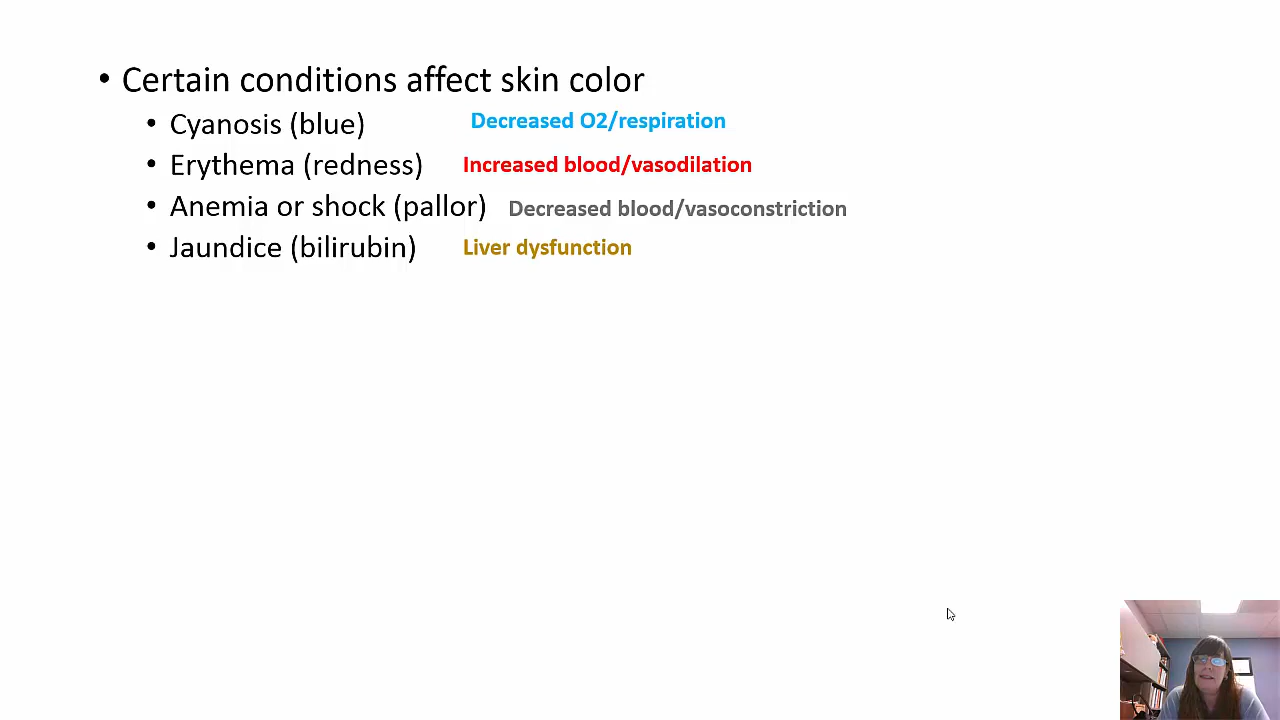 • Certain conditions affect skin color
• Cyanosis (blue) Decreased O2/respiration
• Erythema (redness) Increased blood/vasodilation
• Anemia or shock (pallor) Decreased blood/vasoconstriction
• Jaundice (bilirubin) Liver dysfunction